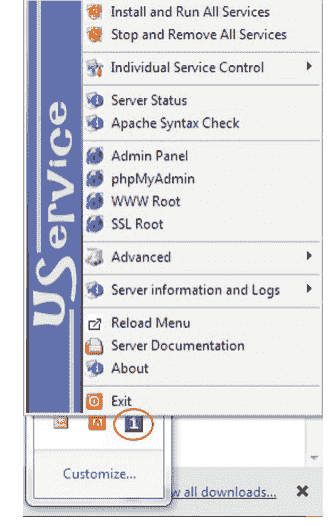 Install and Run All Services
Stop and Remove All Services
Individual Service Control
Server Status
Apache Syntax Check
Admin Panel
phpMyAdmin
WWW Root
SSL Root
Advanced
Server information and Logs
Reload Menu
Server Documentation
About
Exit
UService
1
Customize...
w all downloads...